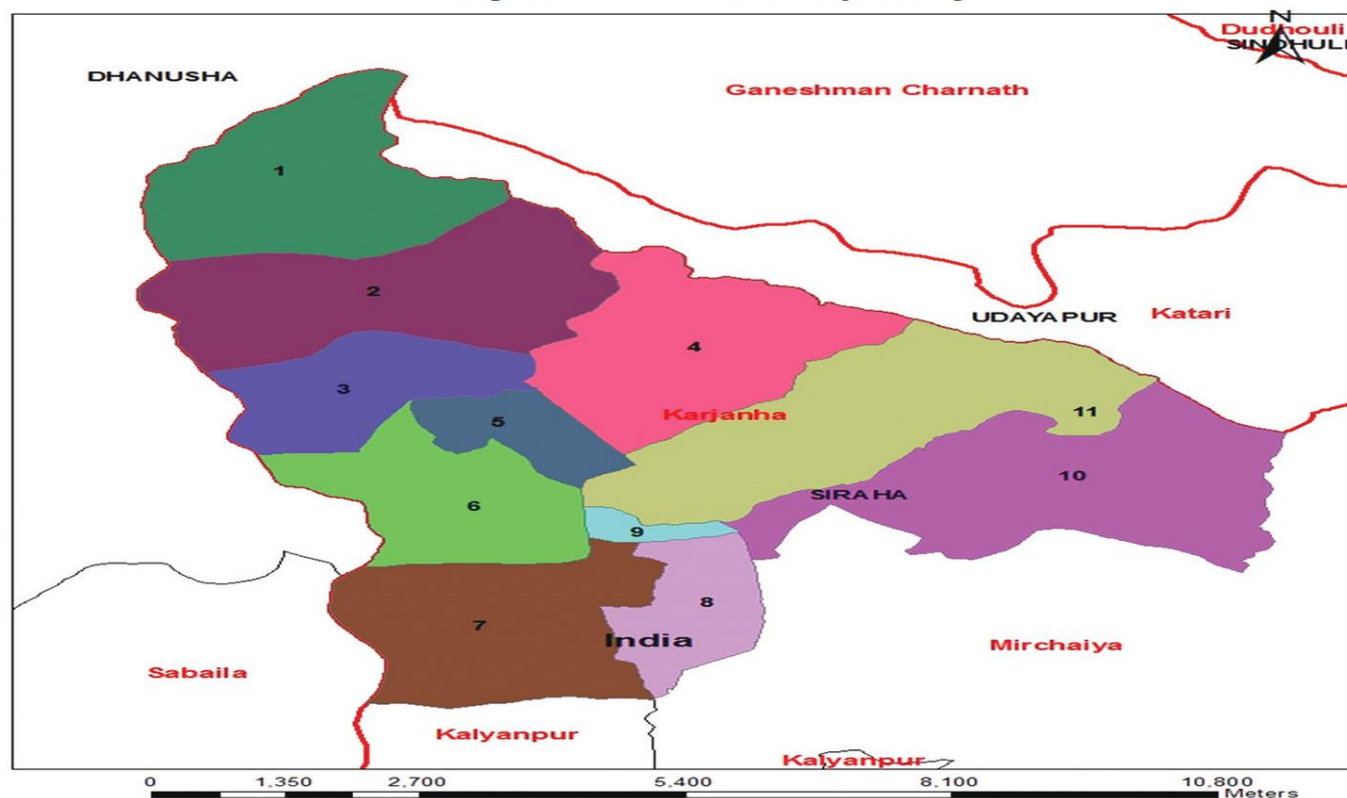 N
Dudhouli
SINDHULI
DHANUSHA
Ganeshman Charnath
1
2
UDAYAPUR
Katari
4
3
Karjanha
11
5
10
SIRAHA
6
9
8
7
India
Mirchaiya
Sabaila
Kalyanpur
Kalyanpur
0 1,350 2,700 5,400 8,100 10,800
Meters